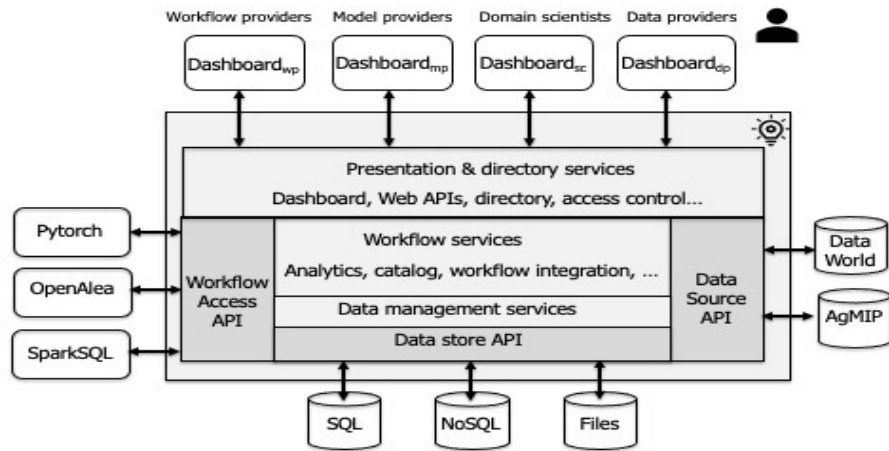 Workflow providers
Model providers
Domain scientists
Data providers
Dashboardwp
Dashboardmp
Dashboardsc
Dashboarddp
Presentation & directory services
Dashboard, Web APIs, directory, access control...
Pytorch
OpenAlea
SparkSQL
Workflow
Access
API
Workflow services
Analytics, catalog, workflow integration, ...
Data management services
Data store API
Data
Source
API
Data
World
AgMIP
SQL
NoSQL
Files